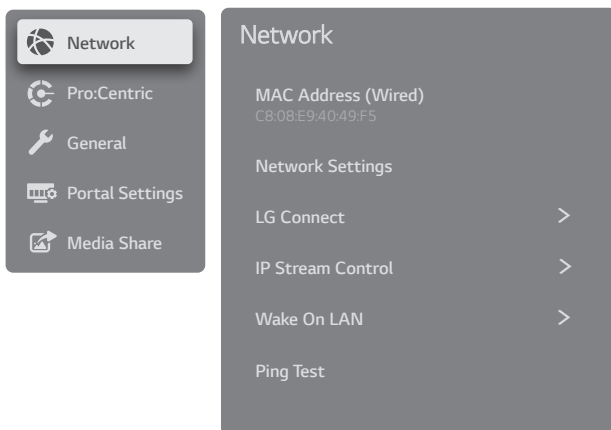 Network
Pro:Centric
General
Portal Settings
Media Share
Network
MAC Address (Wired)
C8:08:E9:40:49:F5
Network Settings
LG Connect
IP Stream Control
Wake On LAN
Ping Test